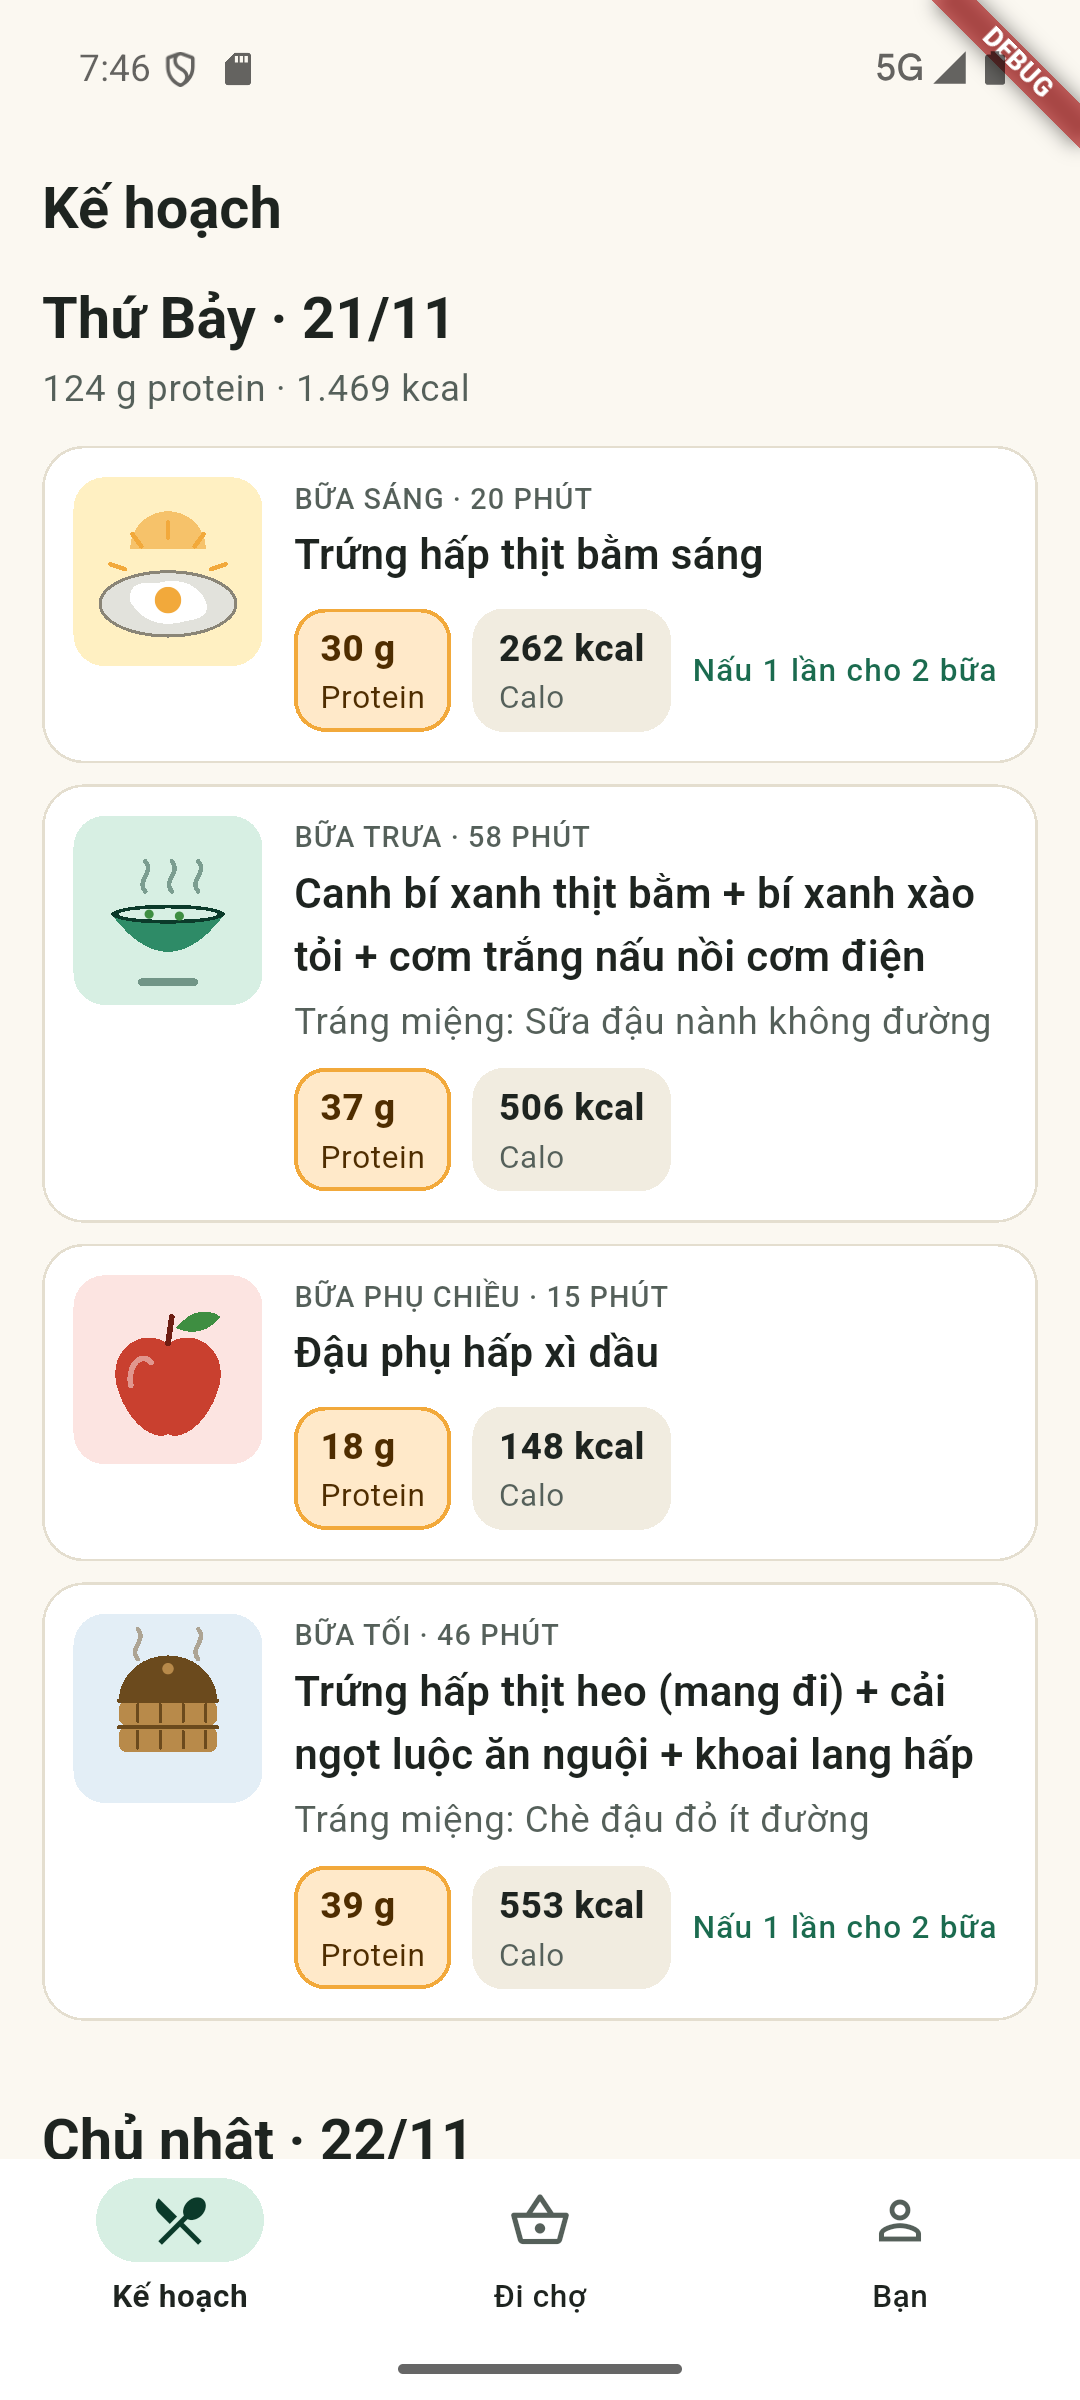 7:46
5G
DEBUG
Kế hoạch
Thứ Bảy · 21/11
124 g protein · 1.469 kcal
BỮA SÁNG · 20 PHÚT
Trứng hấp thịt bằm sáng
30 g
Protein
262 kcal
Calo
Nấu 1 lần cho 2 bữa
BỮA TRƯA · 58 PHÚT
Canh bí xanh thịt bằm + bí xanh xào
tỏi + cơm trắng nấu nồi cơm điện
Tráng miệng: Sữa đậu nành không đường
37 g
Protein
506 kcal
Calo
BỮA PHỤ CHIỀU · 15 PHÚT
Đậu phụ hấp xì dầu
18 g
Protein
148 kcal
Calo
BỮA TỐI · 46 PHÚT
Trứng hấp thịt heo (mang đi) + cải
ngọt luộc ăn nguội + khoai lang hấp
Tráng miệng: Chè đậu đỏ ít đường
39 g
Protein
553 kcal
Calo
Nấu 1 lần cho 2 bữa
Chủ nhật · 22/11
Kế hoạch
Đi chợ
Bạn